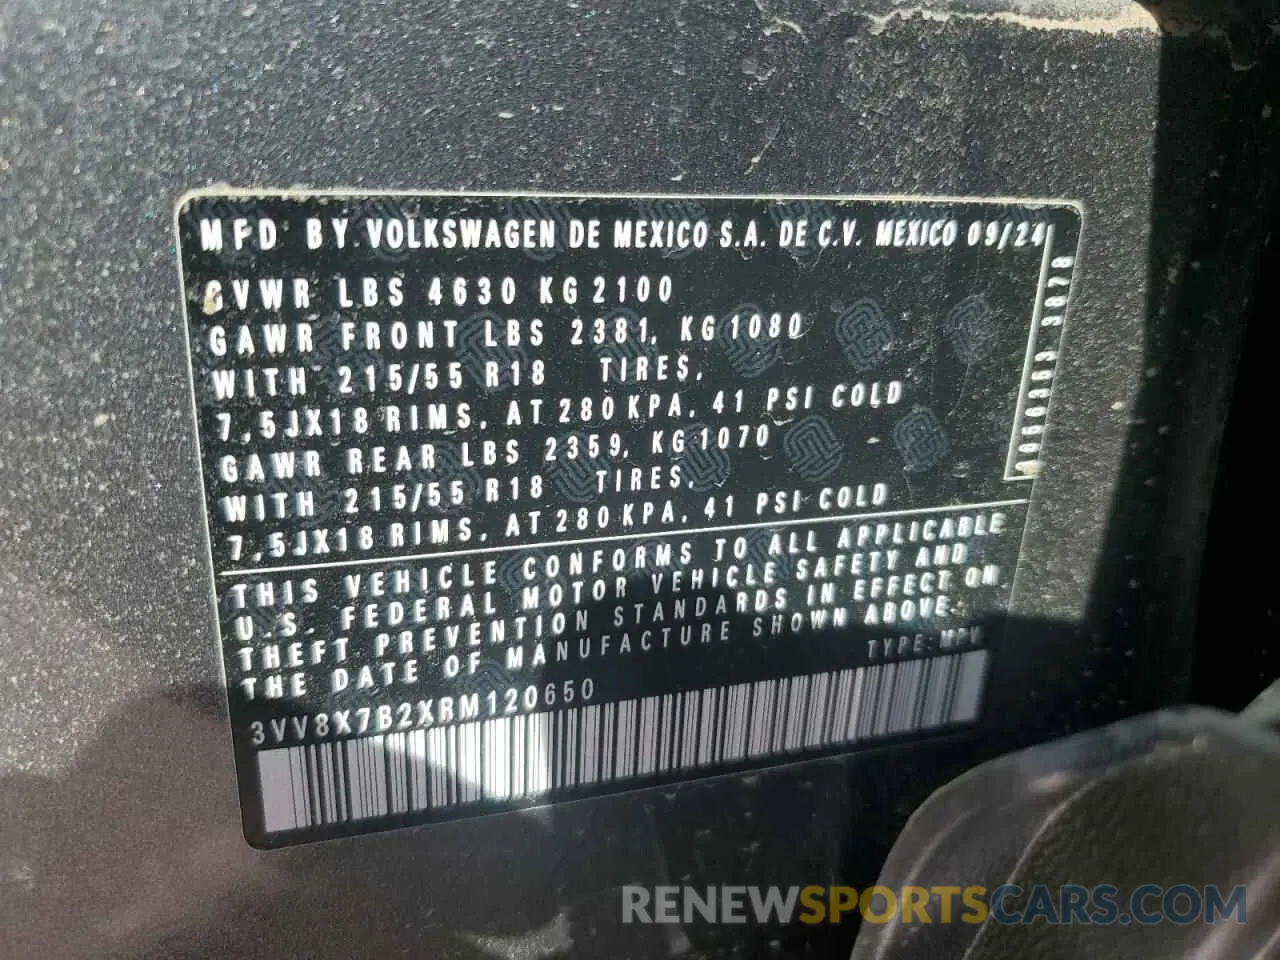 MFD BY VOLKSWAGEN DE MEXICO S.A. DE C.V. MEXICO 09/24
GVWR LBS 4630 KG 2100
GAWR FRONT LBS 2381, KG 1080
WITH 215/55 R18 TIRES,
7,5JX18 RIMS, AT 280 KPA, 41 PSI COLD
GAWR REAR LBS 2359, KG 1070
WITH 215/55 R18 TIRES,
7,5JX18 RIMS, AT 280 KPA, 41 PSI COLD
THIS VEHICLE CONFORMS TO ALL APPLICABLE
U.S. FEDERAL MOTOR VEHICLE SAFETY AND
THEFT PREVENTION STANDARDS IN EFFECT ON
THE DATE OF MANUFACTURE SHOWN ABOVE.
TYPE: MPV
3VV8X7B2XRM120650
RENEWSPORTSCARS.COM